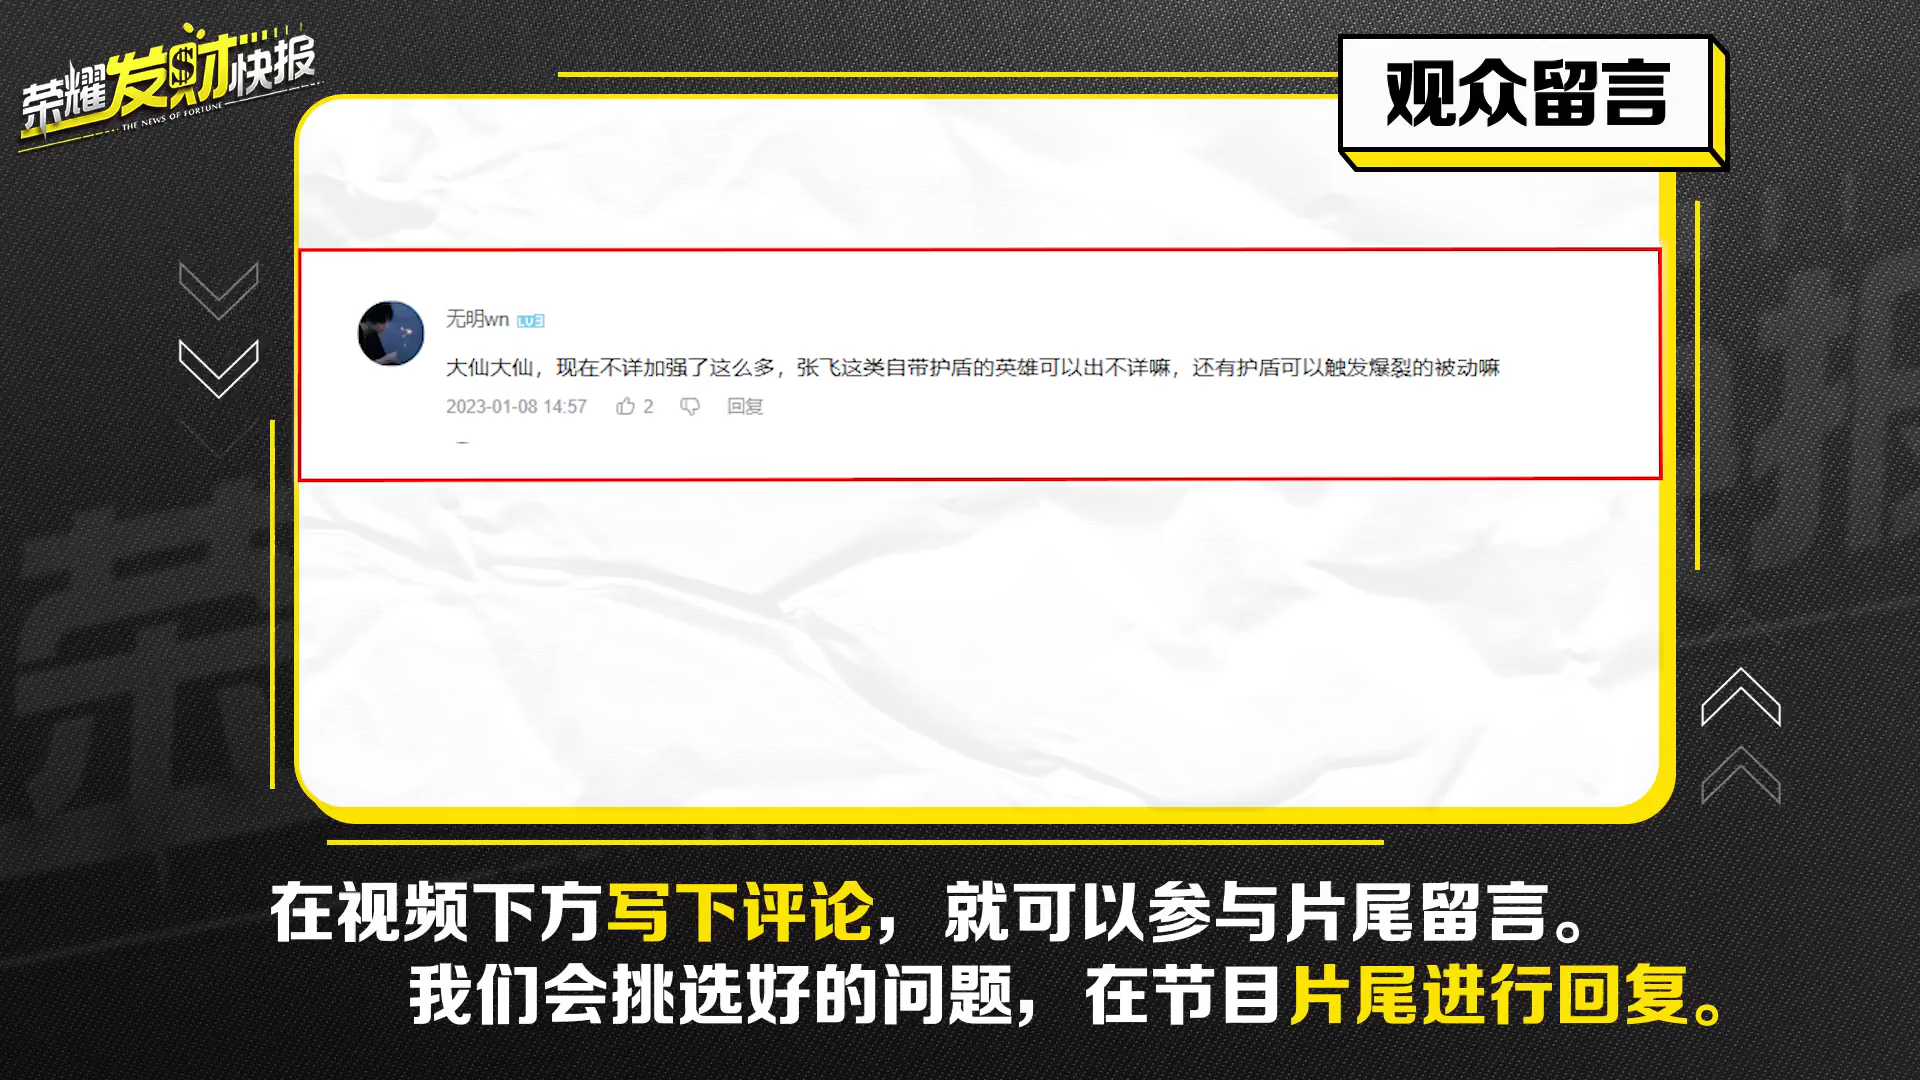 荣耀发财快报
THE NEWS OF FORTUNE
观众留言
无明wn LV3
大仙大仙，现在不详加强了这么多，张飞这类自带护盾的英雄可以出不详嘛，还有护盾可以触发爆裂的被动嘛
2023-01-08 14:57 2 回复
在视频下方写下评论，就可以参与片尾留言。
我们会挑选好的问题，在节目片尾进行回复。